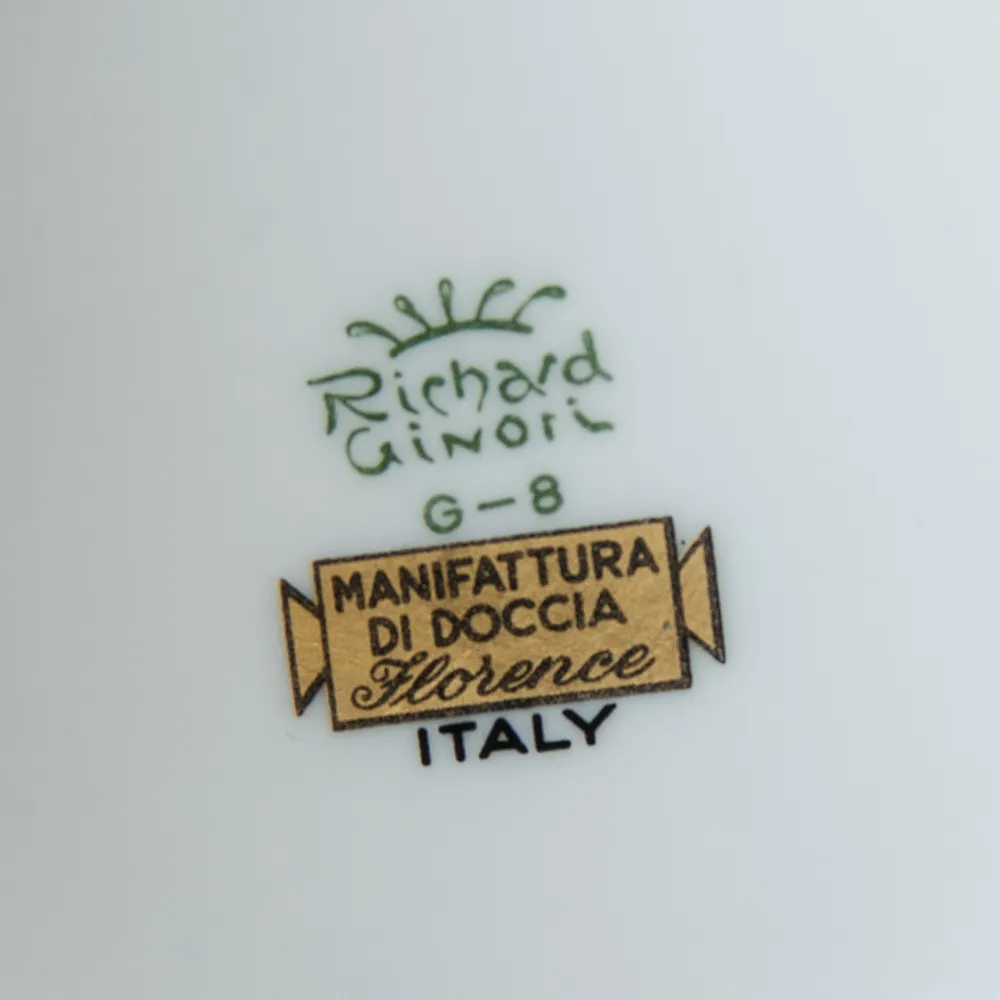 Richard
GiNori
G-8
MANIFATTURA
DI DOCCIA
Florence
ITALY